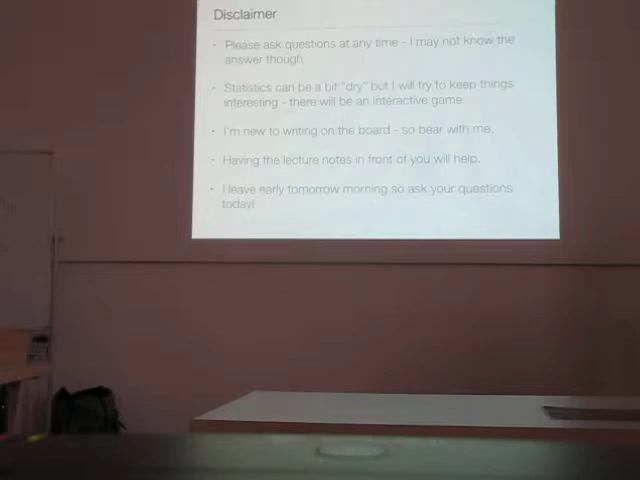 Disclaimer
- Please ask questions at any time - I may not know the
answer though.
- Statistics can be a bit "dry" but I will try to keep things
interesting - there will be an interactive game.
- I'm new to writing on the board - so bear with me.
- Having the lecture notes in front of you will help.
- I leave early tomorrow morning so ask your questions
today!